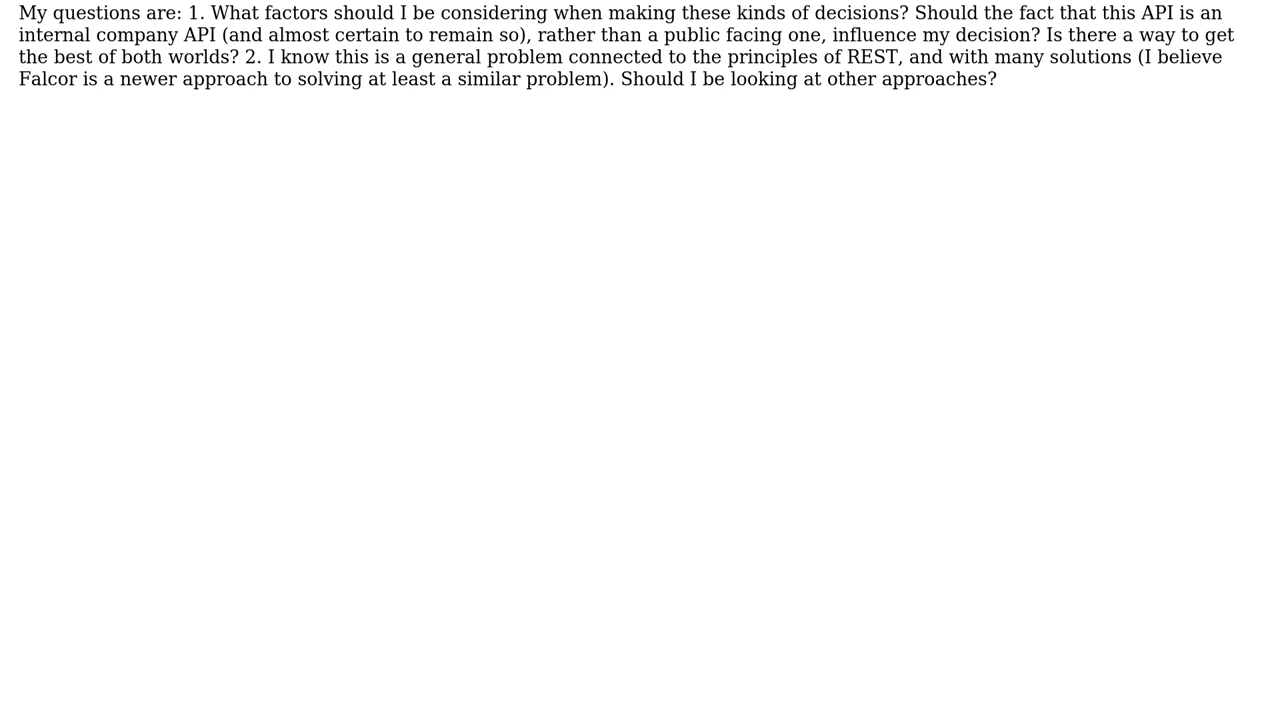 My questions are: 1. What factors should I be considering when making these kinds of decisions? Should the fact that this API is an
internal company API (and almost certain to remain so), rather than a public facing one, influence my decision? Is there a way to get
the best of both worlds? 2. I know this is a general problem connected to the principles of REST, and with many solutions (I believe
Falcor is a newer approach to solving at least a similar problem). Should I be looking at other approaches?